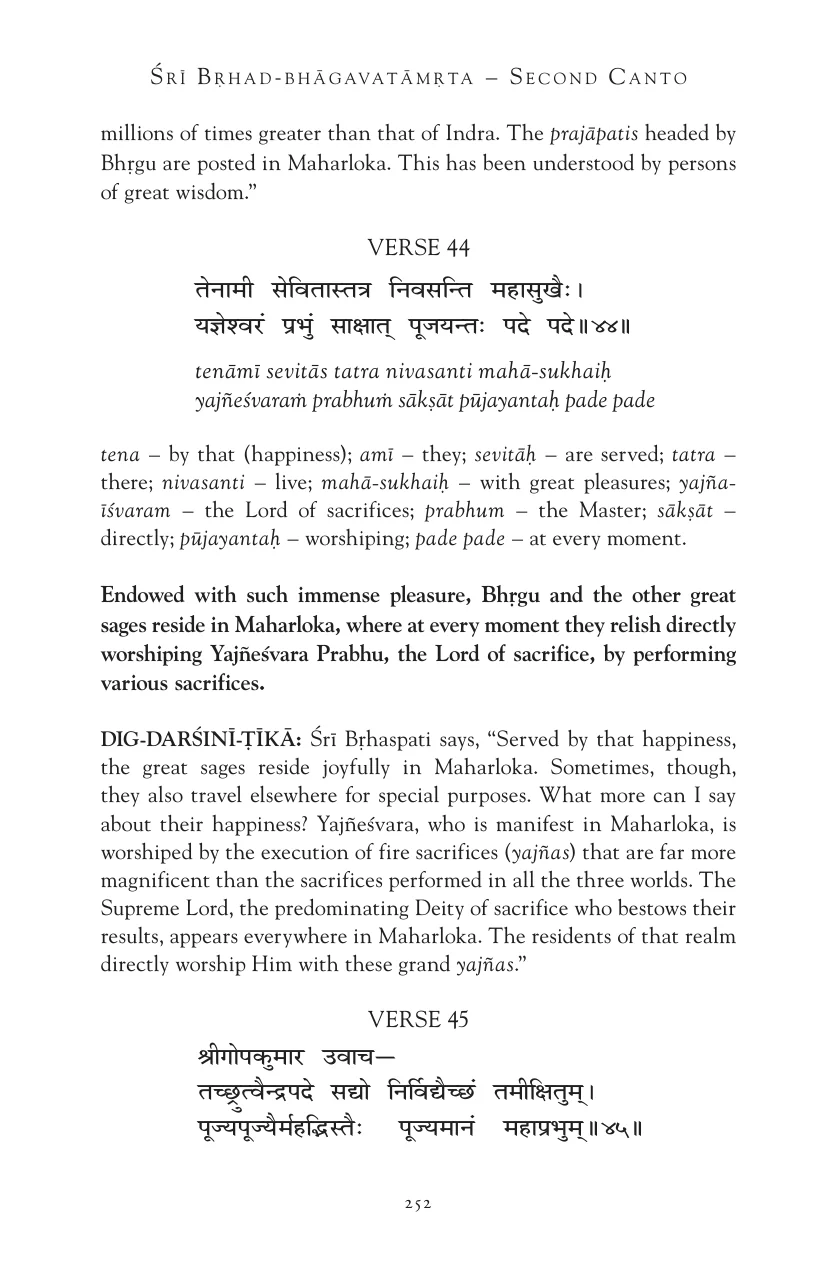 ŚRĪ BṚHAD-BHĀGAVATĀMṚTA – SECOND CANTO
millions of times greater than that of Indra. The prajāpatis headed by
Bhṛgu are posted in Maharloka. This has been understood by persons
of great wisdom.”
VERSE 44
तेनामी सेवितास्तत्र निवसन्ति महासुखैः।
यज्ञेश्वरं प्रभुं साक्षात् पूजयन्तः पदे पदे॥४४॥
tenāmī sevitās tatra nivasanti mahā-sukhaiḥ
yajñeśvaraṁ prabhuṁ sākṣāt pūjayantaḥ pade pade
tena – by that (happiness); amī – they; sevitāḥ – are served; tatra –
there; nivasanti – live; mahā-sukhaiḥ – with great pleasures; yajña-
īśvaram – the Lord of sacrifices; prabhum – the Master; sākṣāt –
directly; pūjayantaḥ – worshiping; pade pade – at every moment.
Endowed with such immense pleasure, Bhṛgu and the other great
sages reside in Maharloka, where at every moment they relish directly
worshiping Yajñeśvara Prabhu, the Lord of sacrifice, by performing
various sacrifices.
DIG-DARŚINĪ-ṬĪKĀ: Śrī Bṛhaspati says, “Served by that happiness,
the great sages reside joyfully in Maharloka. Sometimes, though,
they also travel elsewhere for special purposes. What more can I say
about their happiness? Yajñeśvara, who is manifest in Maharloka, is
worshiped by the execution of fire sacrifices (yajñas) that are far more
magnificent than the sacrifices performed in all the three worlds. The
Supreme Lord, the predominating Deity of sacrifice who bestows their
results, appears everywhere in Maharloka. The residents of that realm
directly worship Him with these grand yajñas.”
VERSE 45
श्रीगोपकुमार उवाच—
तच्छ्रुत्वैन्द्रपदे सद्यो निर्विद्यैच्छं तमीक्षितुम्।
पूज्यपूज्यैर्महद्भिस्तैः पूज्यमानं महाप्रभुम्॥४५॥
252